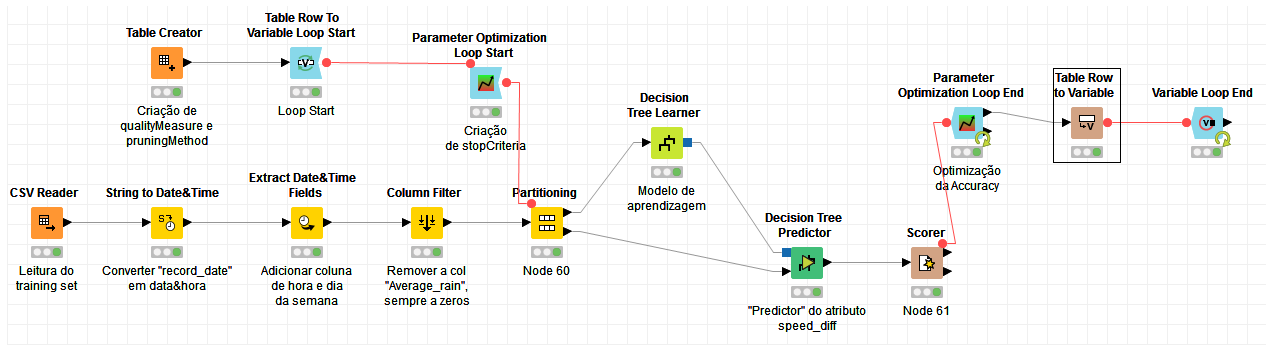 Table Creator
Criação de
qualityMeasure e
pruningMethod
Table Row To
Variable Loop Start
Loop Start
Parameter Optimization
Loop Start
Criação
de stopCriteria
Decision
Tree Learner
Modelo de
aprendizagem
Parameter
Optimization Loop End
Optimização
da Accuracy
Table Row
to Variable
Variable Loop End
CSV Reader
Leitura do
training set
String to Date&Time
Converter "record_date"
em data&hora
Extract Date&Time
Fields
Adicionar coluna
de hora e dia
da semana
Column Filter
Remover a col
"Average_rain",
sempre a zeros
Partitioning
Node 60
Decision Tree
Predictor
"Predictor" do atributo
speed_diff
Scorer
Node 61